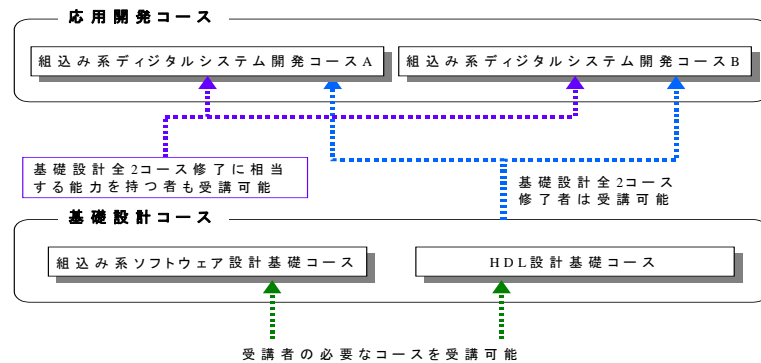 応用開発コース
組込み系ディジタルシステム開発コースA
組込み系ディジタルシステム開発コースB
基礎設計全2コース修了に相当
する能力を持つ者も受講可能
基礎設計全2コース
修了者は受講可能
基礎設計コース
組込み系ソフトウェア設計基礎コース
HDL設計基礎コース
受講者の必要なコースを受講可能